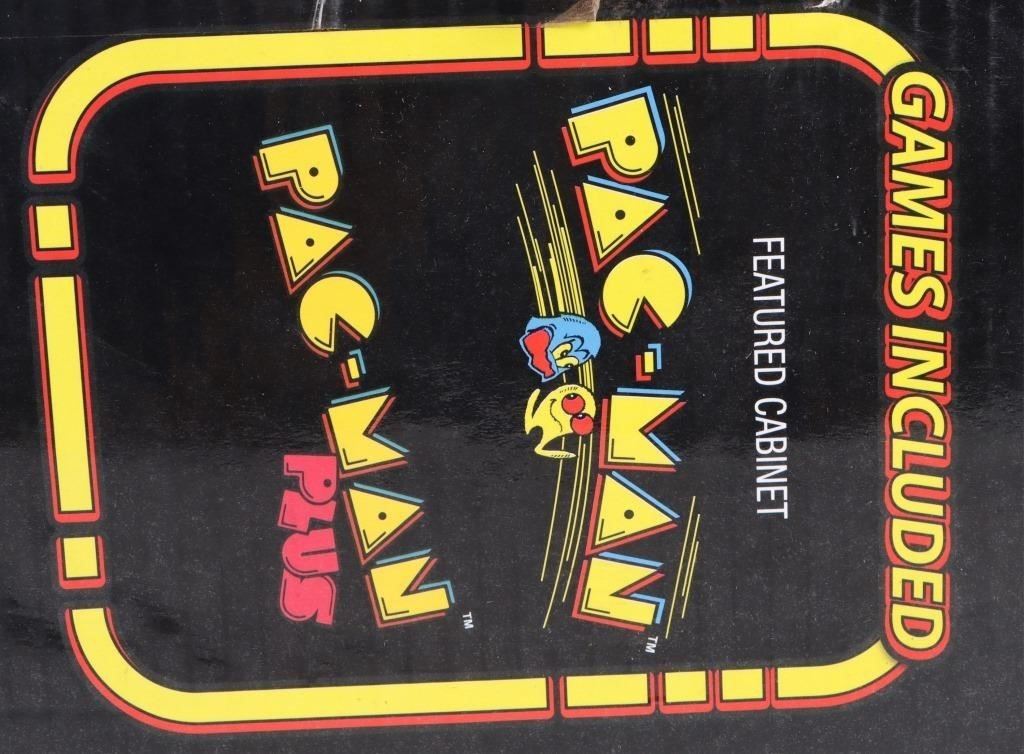 GAMES INCLUDED
FEATURED CABINET
PAC-MAN™
PAC-MAN™
PLUS